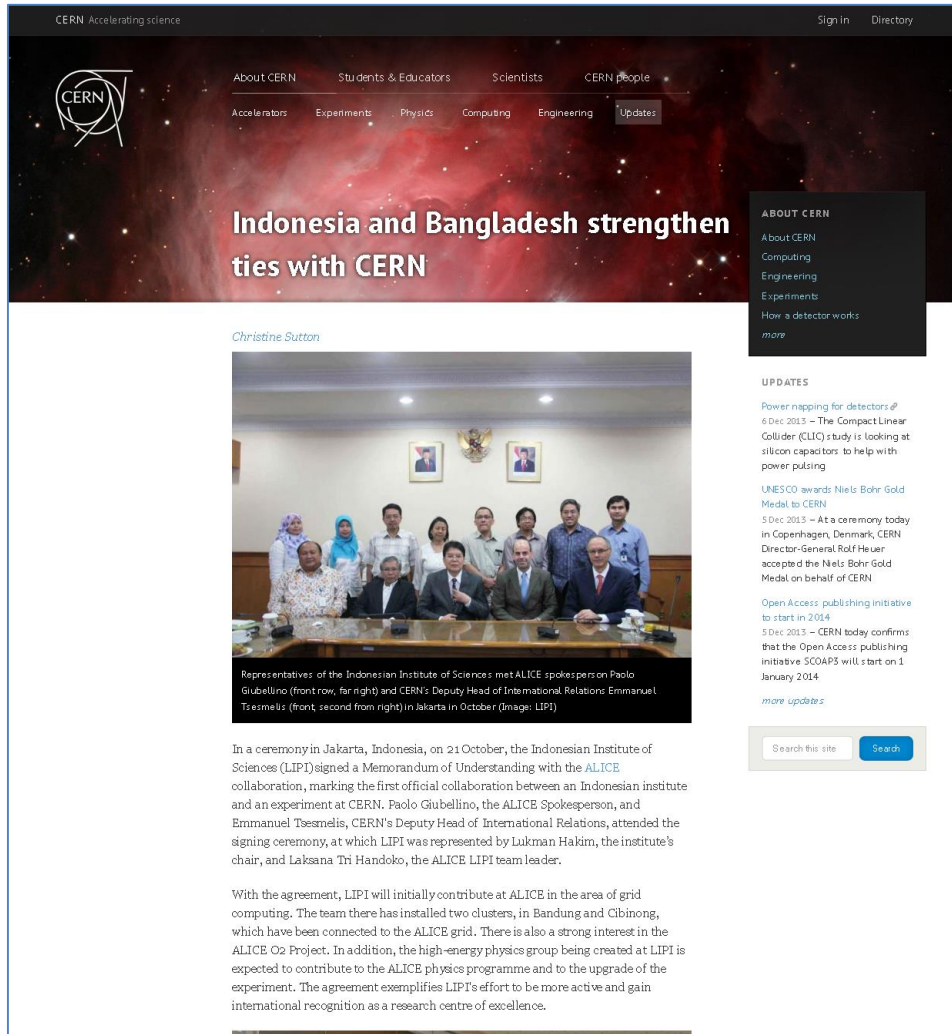 CERN Accelerating science
Sign in Directory
CERN
About CERN Students & Educators Scientists CERN people
Accelerators Experiments Physics Computing Engineering Updates
Indonesia and Bangladesh strengthen
ties with CERN
Christine Sutton
Representatives of the Indonesian Institute of Sciences met ALICE spokesperson Paolo
Giubellino (front row, far right) and CERN's Deputy Head of International Relations Emmanuel
Tsesmelis (front, second from right) in Jakarta in October (Image: LIPI)
In a ceremony in Jakarta, Indonesia, on 21 October, the Indonesian Institute of
Sciences (LIPI) signed a Memorandum of Understanding with the ALICE
collaboration, marking the first official collaboration between an Indonesian institute
and an experiment at CERN. Paolo Giubellino, the ALICE Spokesperson, and
Emmanuel Tsesmelis, CERN's Deputy Head of International Relations, attended the
signing ceremony, at which LIPI was represented by Lukman Hakim, the institute's
chair, and Laksana Tri Handoko, the ALICE LIPI team leader.
With the agreement, LIPI will initially contribute at ALICE in the area of grid
computing. The team there has installed two clusters, in Bandung and Cibinong,
which have been connected to the ALICE grid. There is also a strong interest in the
ALICE O2 Project. In addition, the high-energy physics group being created at LIPI is
expected to contribute to the ALICE physics programme and to the upgrade of the
experiment. The agreement exemplifies LIPI's effort to be more active and gain
international recognition as a research centre of excellence.
ABOUT CERN
About CERN
Computing
Engineering
Experiments
How a detector works
more
UPDATES
Power napping for detectors
6 Dec 2013 – The Compact Linear
Collider (CLIC) study is looking at
silicon capacitors to help with
power pulsing
UNESCO awards Niels Bohr Gold
Medal to CERN
5 Dec 2013 – At a ceremony today
in Copenhagen, Denmark, CERN
Director-General Rolf Heuer
accepted the Niels Bohr Gold
Medal on behalf of CERN
Open Access publishing initiative
to start in 2014
5 Dec 2013 – CERN today confirms
that the Open Access publishing
initiative SCOAP3 will start on 1
January 2014
more updates
Search this site Search